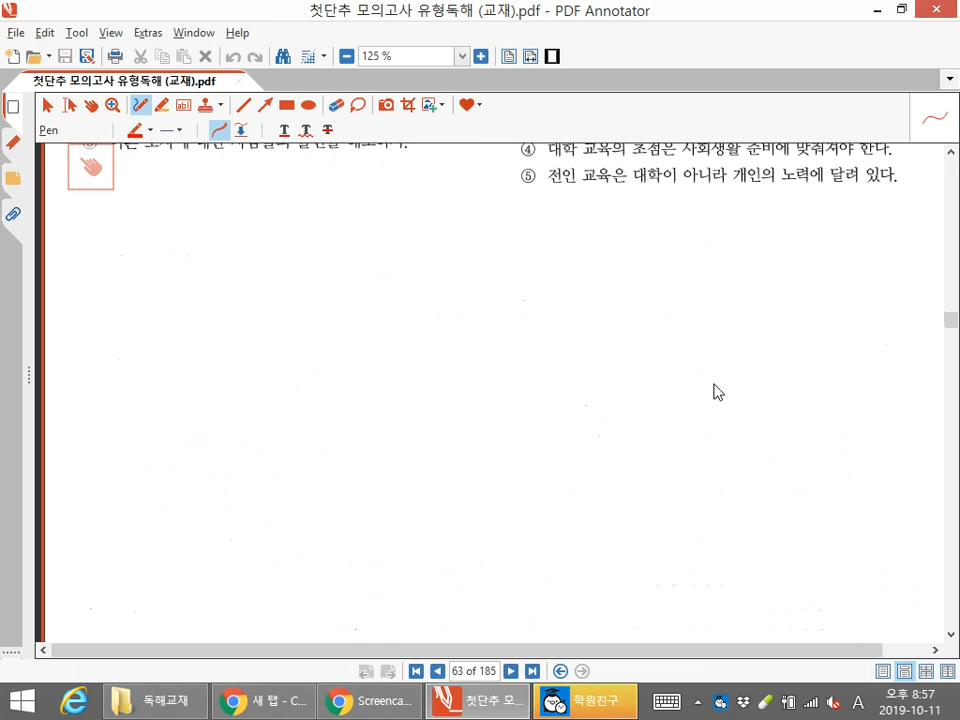 첫단추 모의고사 유형독해 (교재).pdf - PDF Annotator
File Edit Tool View Extras Window Help
125 %
첫단추 모의고사 유형독해 (교재).pdf
Pen
④ 대학 교육의 초점은 사회생활 준비에 맞춰져야 한다.
⑤ 전인 교육은 대학이 아니라 개인의 노력에 달려 있다.
63 of 185
독해교재
새 탭 - C...
Screenca...
첫단추 모...
학원친구
A
오후 8:57
2019-10-11